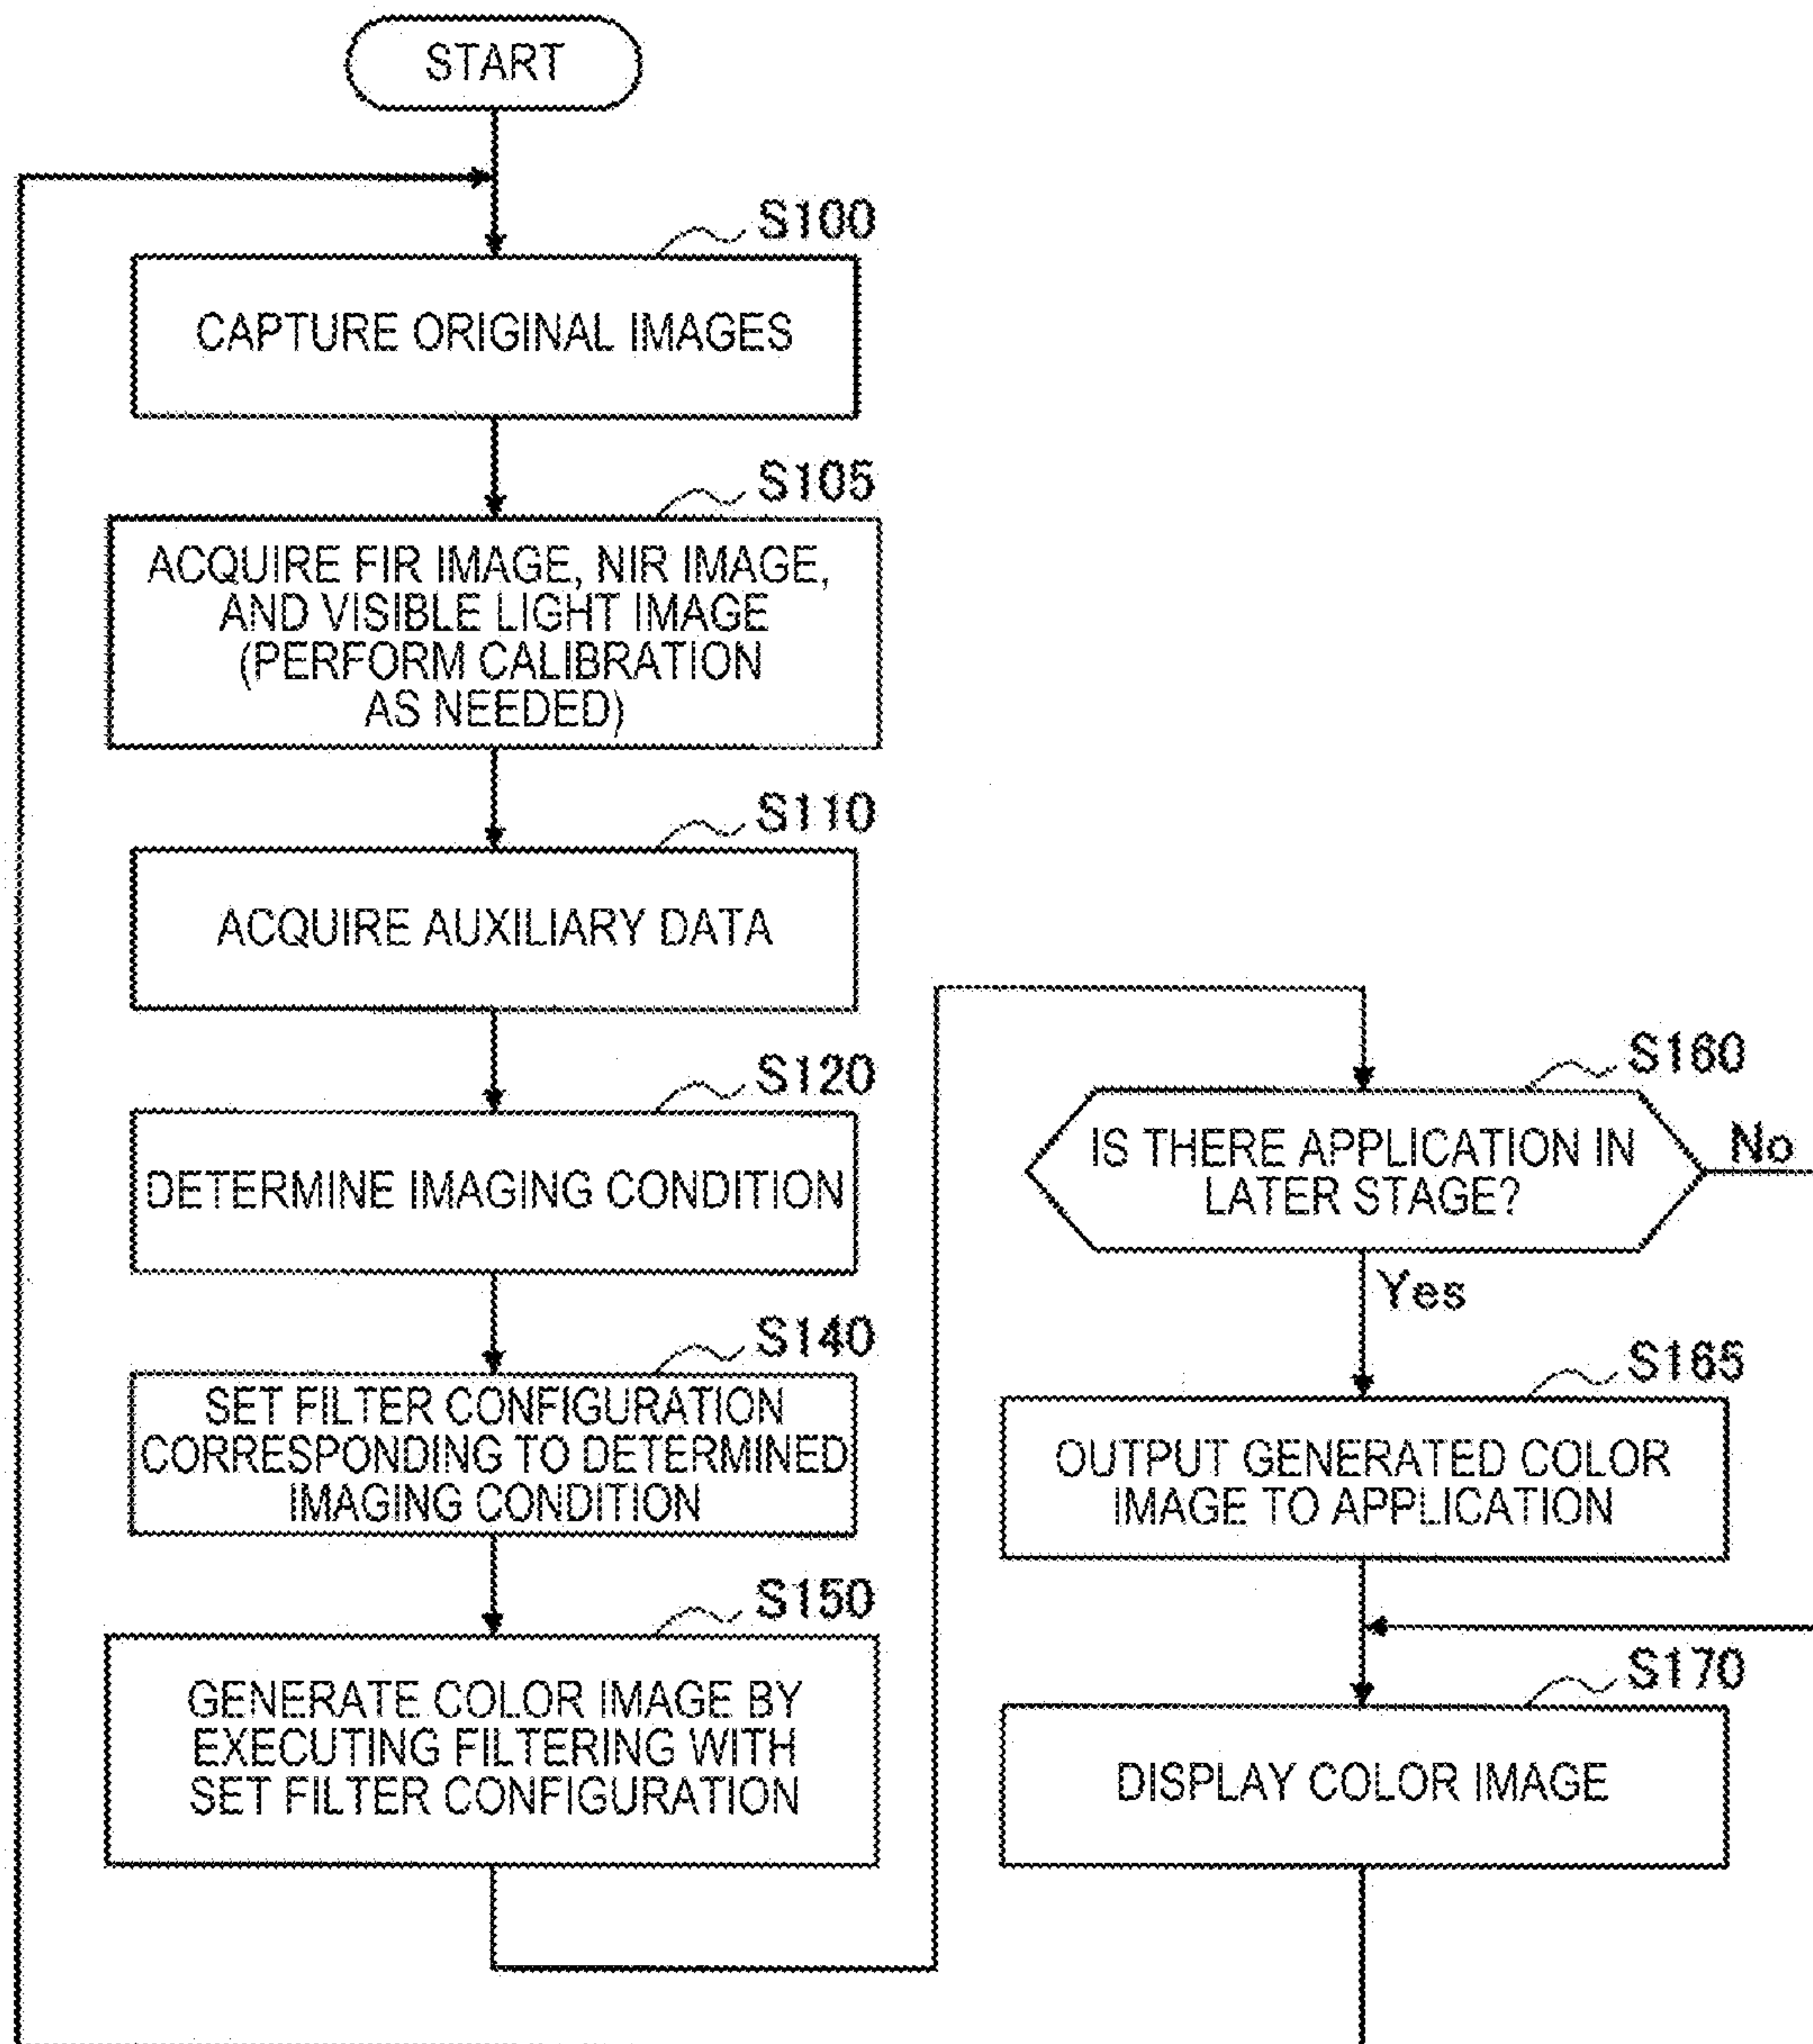 START
S100
CAPTURE ORIGINAL IMAGES
S105
ACQUIRE FIR IMAGE, NIR IMAGE,
AND VISIBLE LIGHT IMAGE
(PERFORM CALIBRATION
AS NEEDED)
S110
ACQUIRE AUXILIARY DATA
S120
DETERMINE IMAGING CONDITION
S140
SET FILTER CONFIGURATION
CORRESPONDING TO DETERMINED
IMAGING CONDITION
S150
GENERATE COLOR IMAGE BY
EXECUTING FILTERING WITH
SET FILTER CONFIGURATION
S160
IS THERE APPLICATION IN
LATER STAGE?
No
Yes
S165
OUTPUT GENERATED COLOR
IMAGE TO APPLICATION
S170
DISPLAY COLOR IMAGE